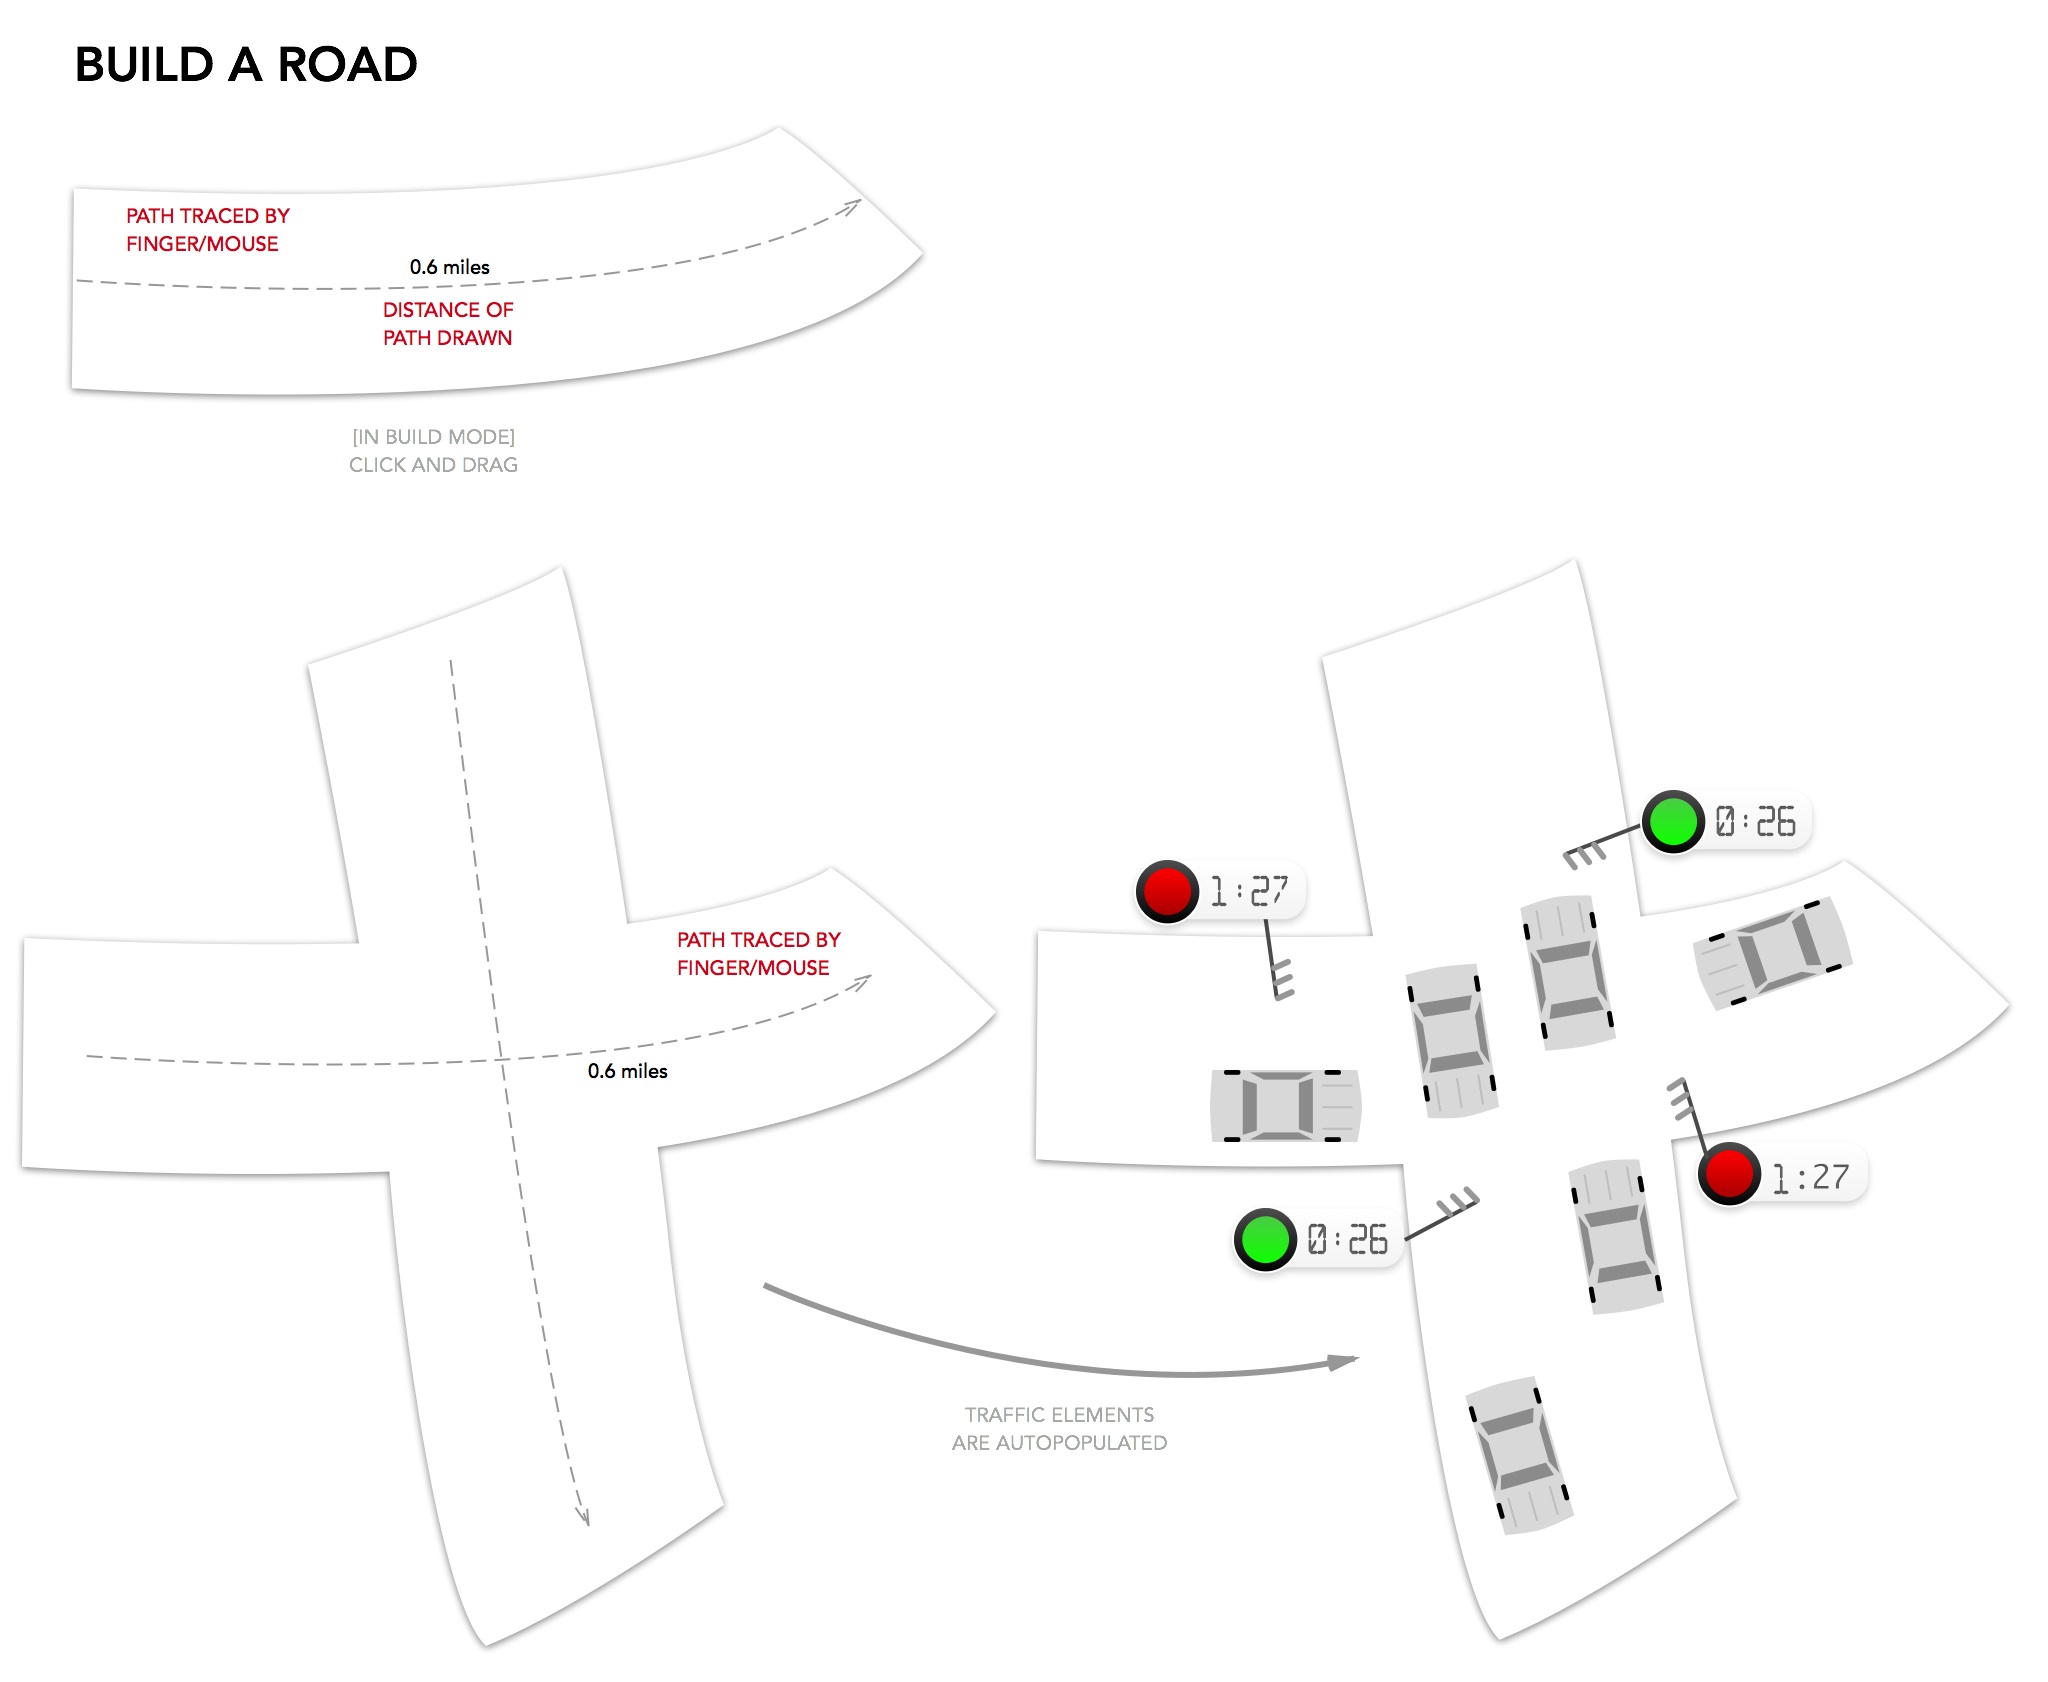 BUILD A ROAD
PATH TRACED BY
FINGER/MOUSE
0.6 miles
DISTANCE OF
PATH DRAWN
[IN BUILD MODE]
CLICK AND DRAG
PATH TRACED BY
FINGER/MOUSE
0.6 miles
0:26
1:27
1:27
0:26
TRAFFIC ELEMENTS
ARE AUTOPOPULATED